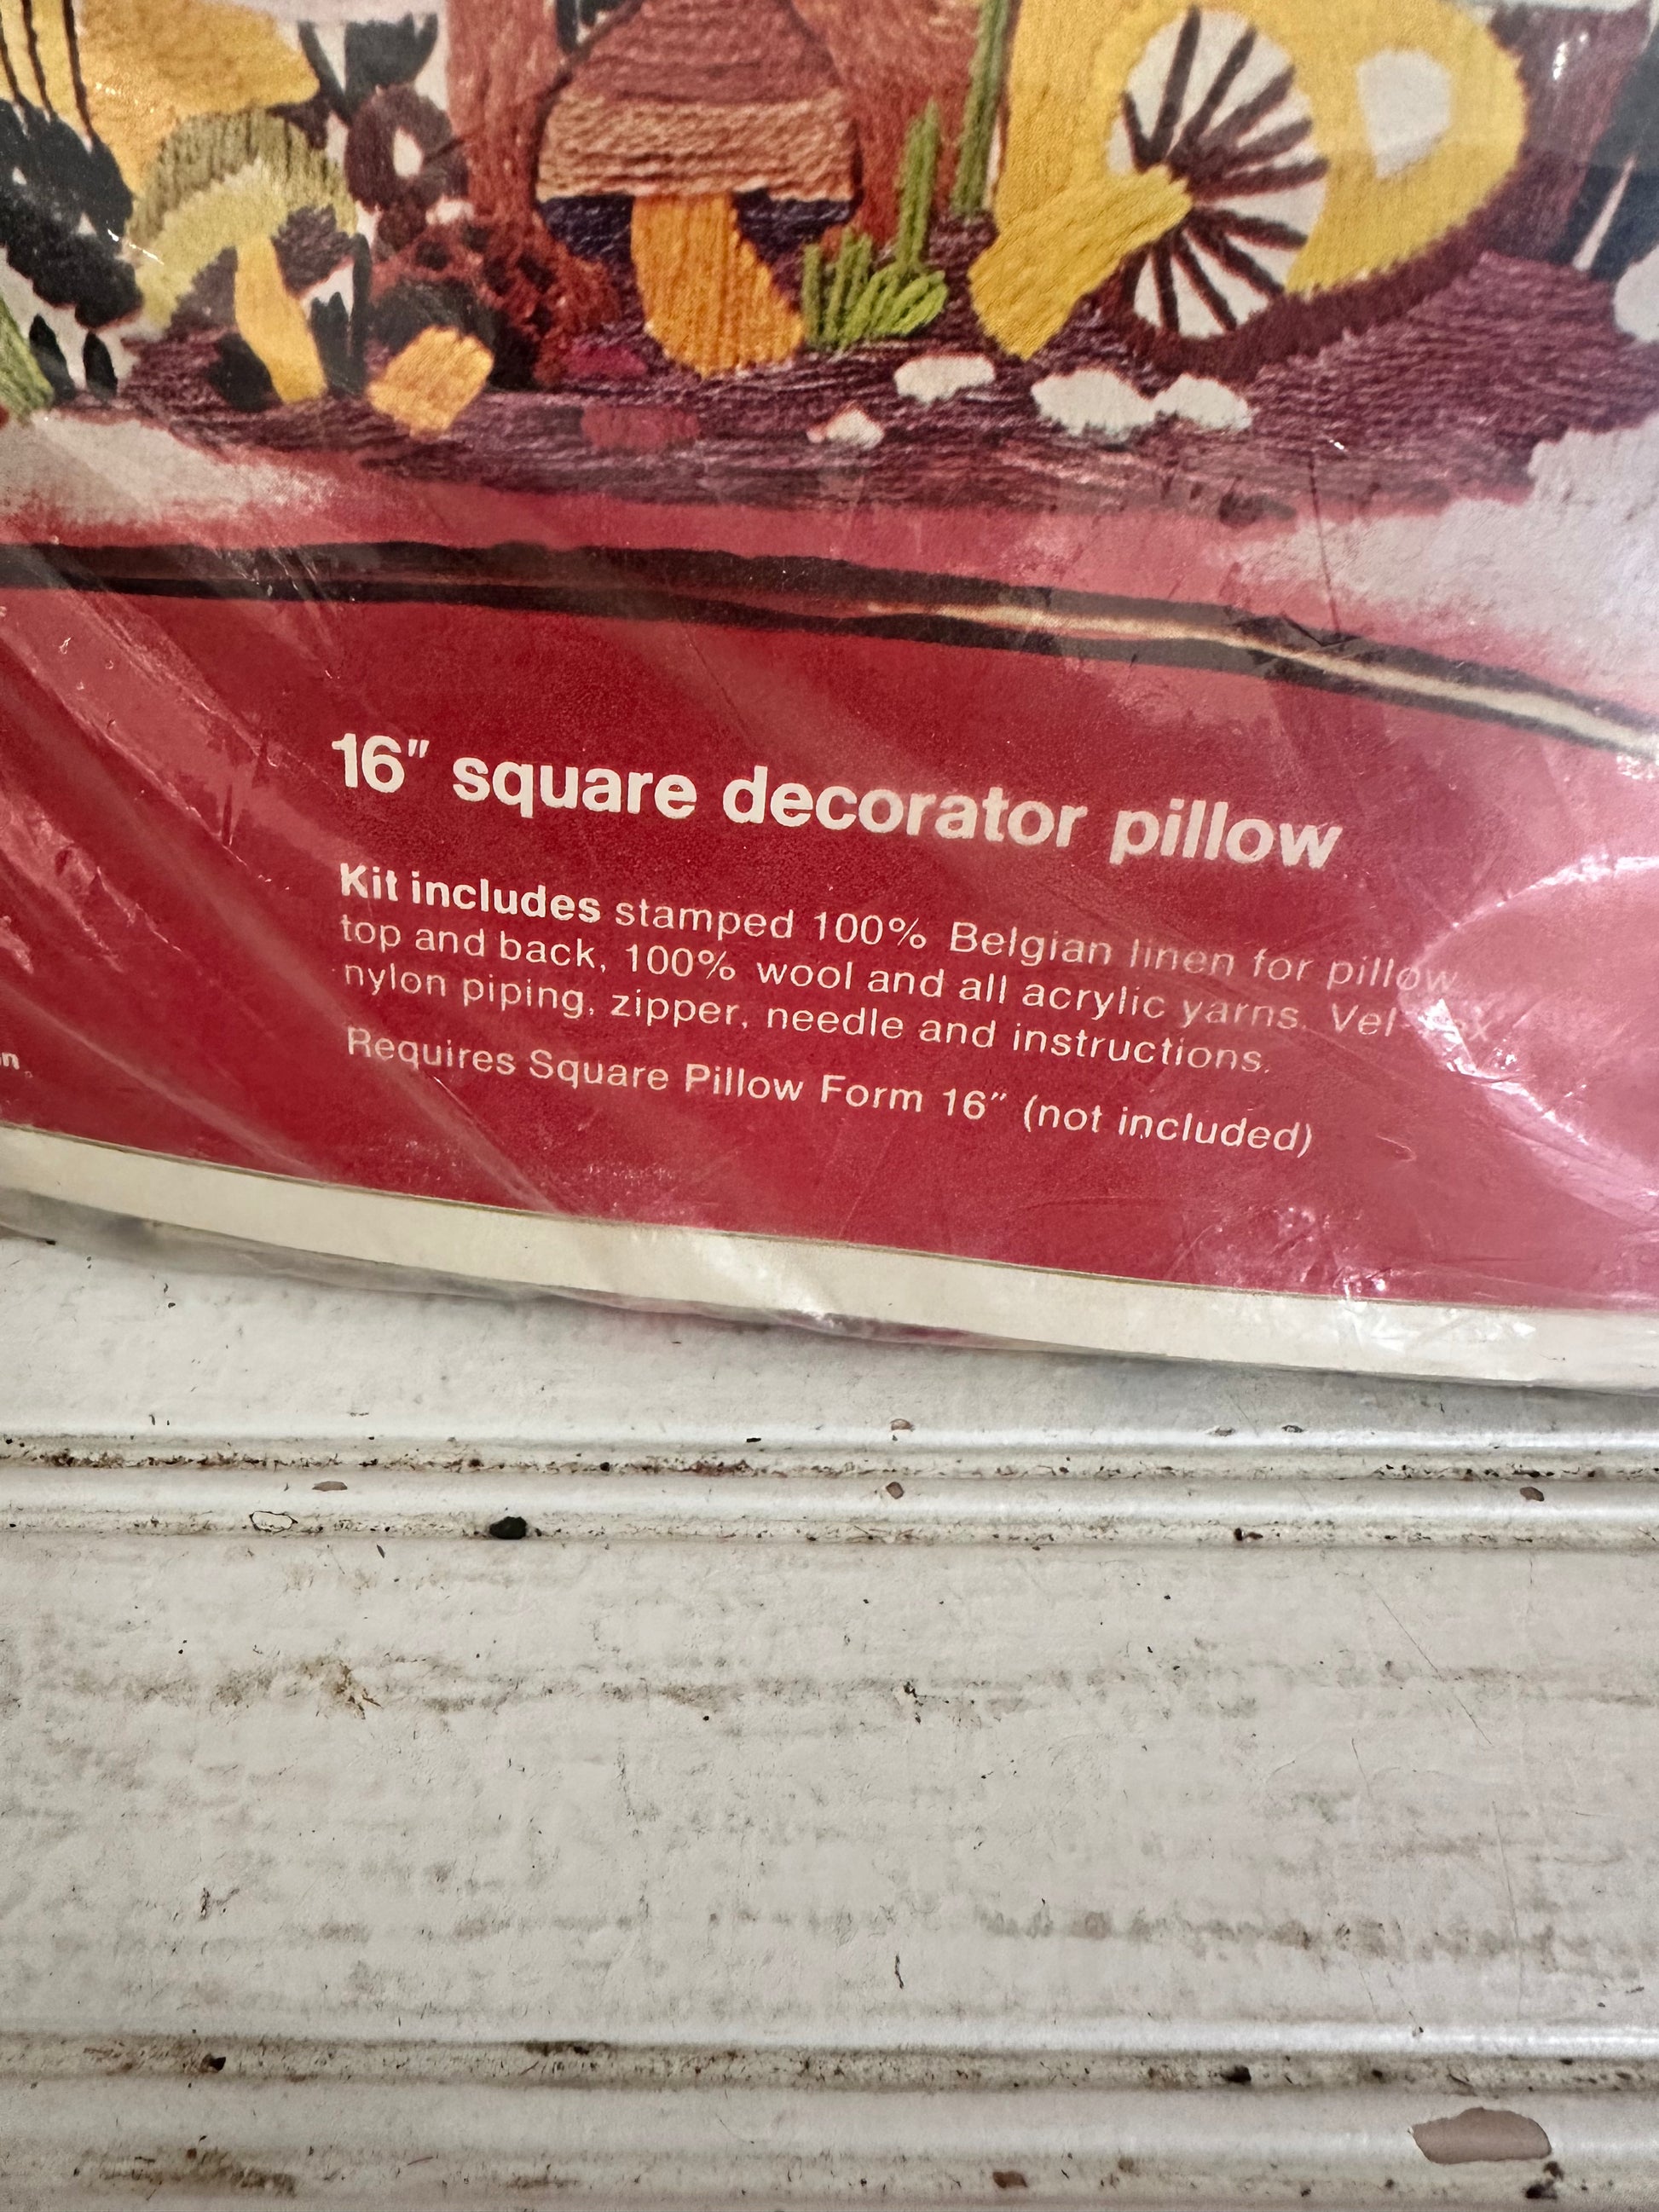 16" square decorator pillow
Kit includes stamped 100% Belgian linen for pillow
top and back, 100% wool and all acrylic yarns. Vel
nylon piping, zipper, needle and instructions.
Requires Square Pillow Form 16" (not included)